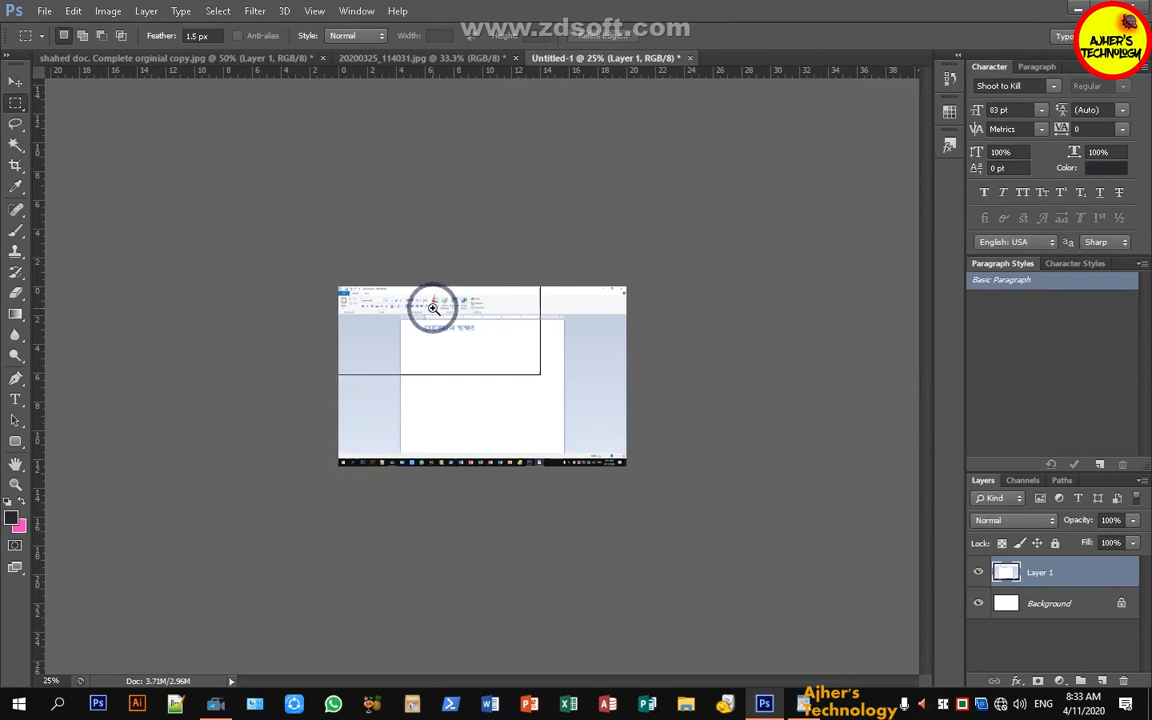 www.zdsoft.com
Ps File Edit Image Layer Type Select Filter 3D View Window Help
Feather: 1.5 px Anti-alias Style: Normal Width: Height:
AJHER'S TECHNOLOGY
shahed doc. Complete orginial copy.jpg @ 50% (Layer 1, RGB/8*) * × 20200325_114031.jpg @ 33.3% (RGB/8*) * × Untitled-1 @ 25% (Layer 1, RGB/8*) * ×
Character Paragraph
Shoot to Kill Regular
83 pt (Auto)
Metrics 0
100% 100%
0 pt Color:
English: USA Sharp
Paragraph Styles Character Styles
Basic Paragraph
Layers Channels Paths
Kind
Normal Opacity: 100%
Lock: Fill: 100%
Layer 1
Background
25% Doc: 3.71M/2.96M
Ajher's Technology
ENG 8:33 AM
4/11/2020